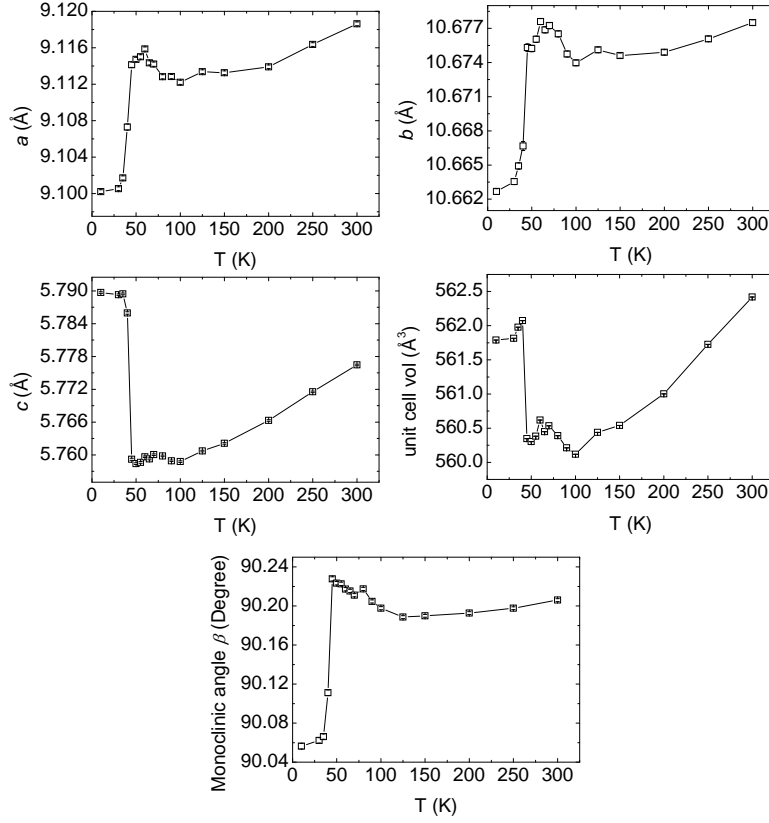 9.120
9.116
9.112
9.108
9.104
9.100
a (Å)
0 50 100 150 200 250 300
T (K)
10.677
10.674
10.671
10.668
10.665
10.662
b (Å)
0 50 100 150 200 250 300
T (K)
5.790
5.784
5.778
5.772
5.766
5.760
c (Å)
0 50 100 150 200 250 300
T (K)
562.5
562.0
561.5
561.0
560.5
560.0
unit cell vol (Å³)
0 50 100 150 200 250 300
T (K)
90.24
90.20
90.16
90.12
90.08
90.04
Monoclinic angle β (Degree)
0 50 100 150 200 250 300
T (K)